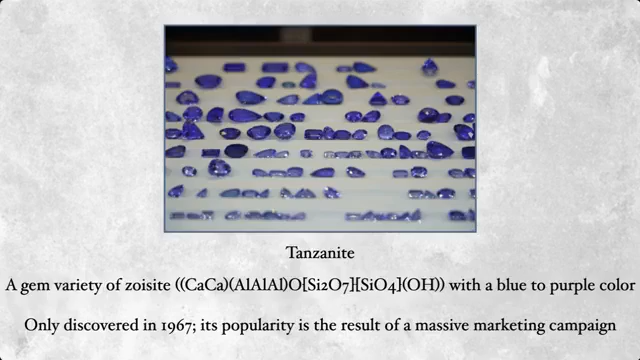 Tanzanite
A gem variety of zoisite ((CaCa)(AlAlAl)O[Si2O7][SiO4](OH)) with a blue to purple color
Only discovered in 1967; its popularity is the result of a massive marketing campaign